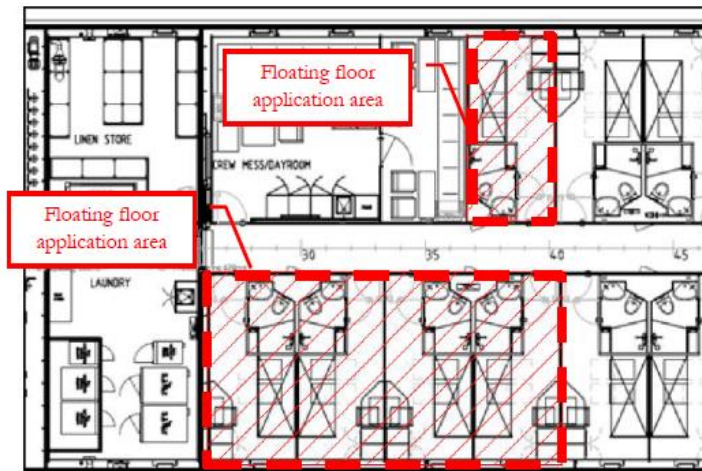 Floating floor
application area
LINEN STORE
CREW MESS/DAYROOM
Floating floor
application area
30
35
40
45
LAUNDRY